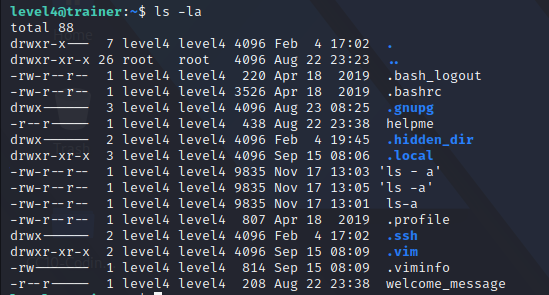 level4@trainer:~$ ls -la
total 88
drwxr-x---  7 level4 level4 4096 Feb  4 17:02  .
drwxr-xr-x 26 root   root   4096 Aug 22 23:23  ..
-rw-r--r--  1 level4 level4  220 Apr 18  2019  .bash_logout
-rw-r--r--  1 level4 level4 3526 Apr 18  2019  .bashrc
drwx------  3 level4 level4 4096 Aug 23 08:25  .gnupg
-r--r-----  1 level4 level4  438 Aug 22 23:38  helpme
drwx------  2 level4 level4 4096 Feb  4 19:45  .hidden_dir
drwxr-xr-x  3 level4 level4 4096 Sep 15 08:06  .local
-rw-r--r--  1 level4 level4 9835 Nov 17 13:03 'ls - a'
-rw-r--r--  1 level4 level4 9835 Nov 17 13:05 'ls -a'
-rw-r--r--  1 level4 level4 9835 Nov 17 13:01  ls-a
-rw-r--r--  1 level4 level4  807 Apr 18  2019  .profile
drwx------  2 level4 level4 4096 Feb  4 17:02  .ssh
drwxr-xr-x  2 level4 level4 4096 Sep 15 08:09  .vim
-rw-------  1 level4 level4  814 Sep 15 08:09  .viminfo
-r--r-----  1 level4 level4  208 Aug 22 23:38  welcome_message